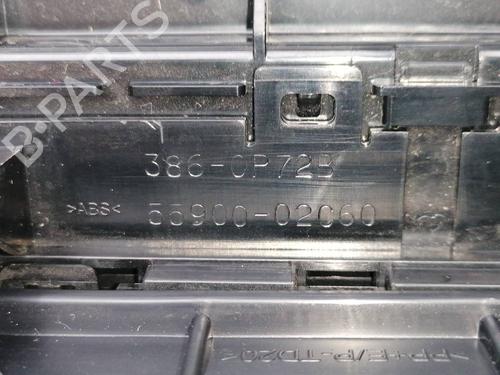 B-PARTS
386-0P72B
>ABS<
55900-02060
>PP+E/P-TD20<